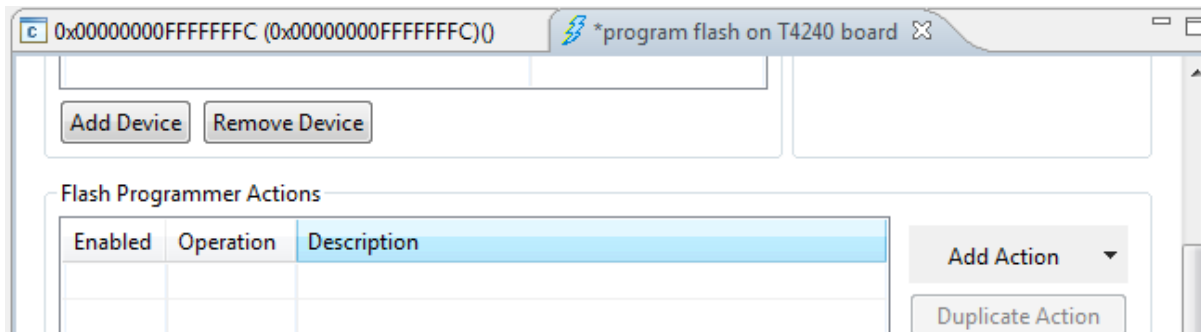 0x00000000FFFFFFFC (0x00000000FFFFFFFC)() *program flash on T4240 board
Add Device Remove Device
Flash Programmer Actions
Enabled Operation Description
Add Action
Duplicate Action